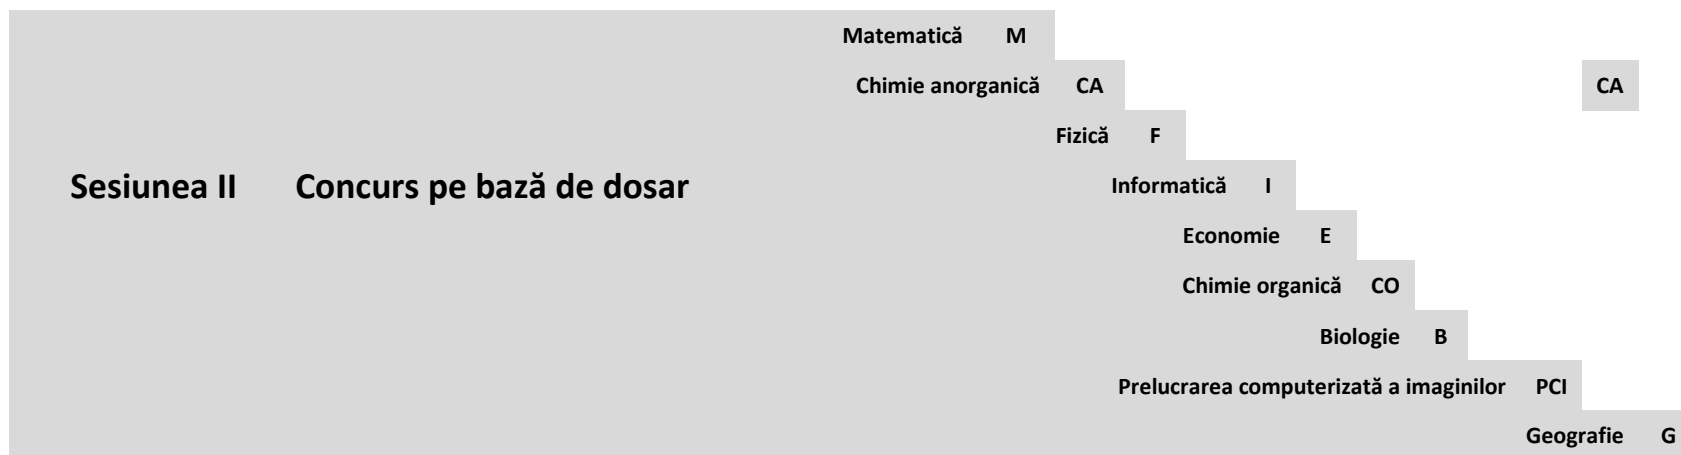 Matematică M
Chimie anorganică CA CA
Fizică F
Sesiunea II Concurs pe bază de dosar Informatică I
Economie E
Chimie organică CO
Biologie B
Prelucrarea computerizată a imaginilor PCI
Geografie G